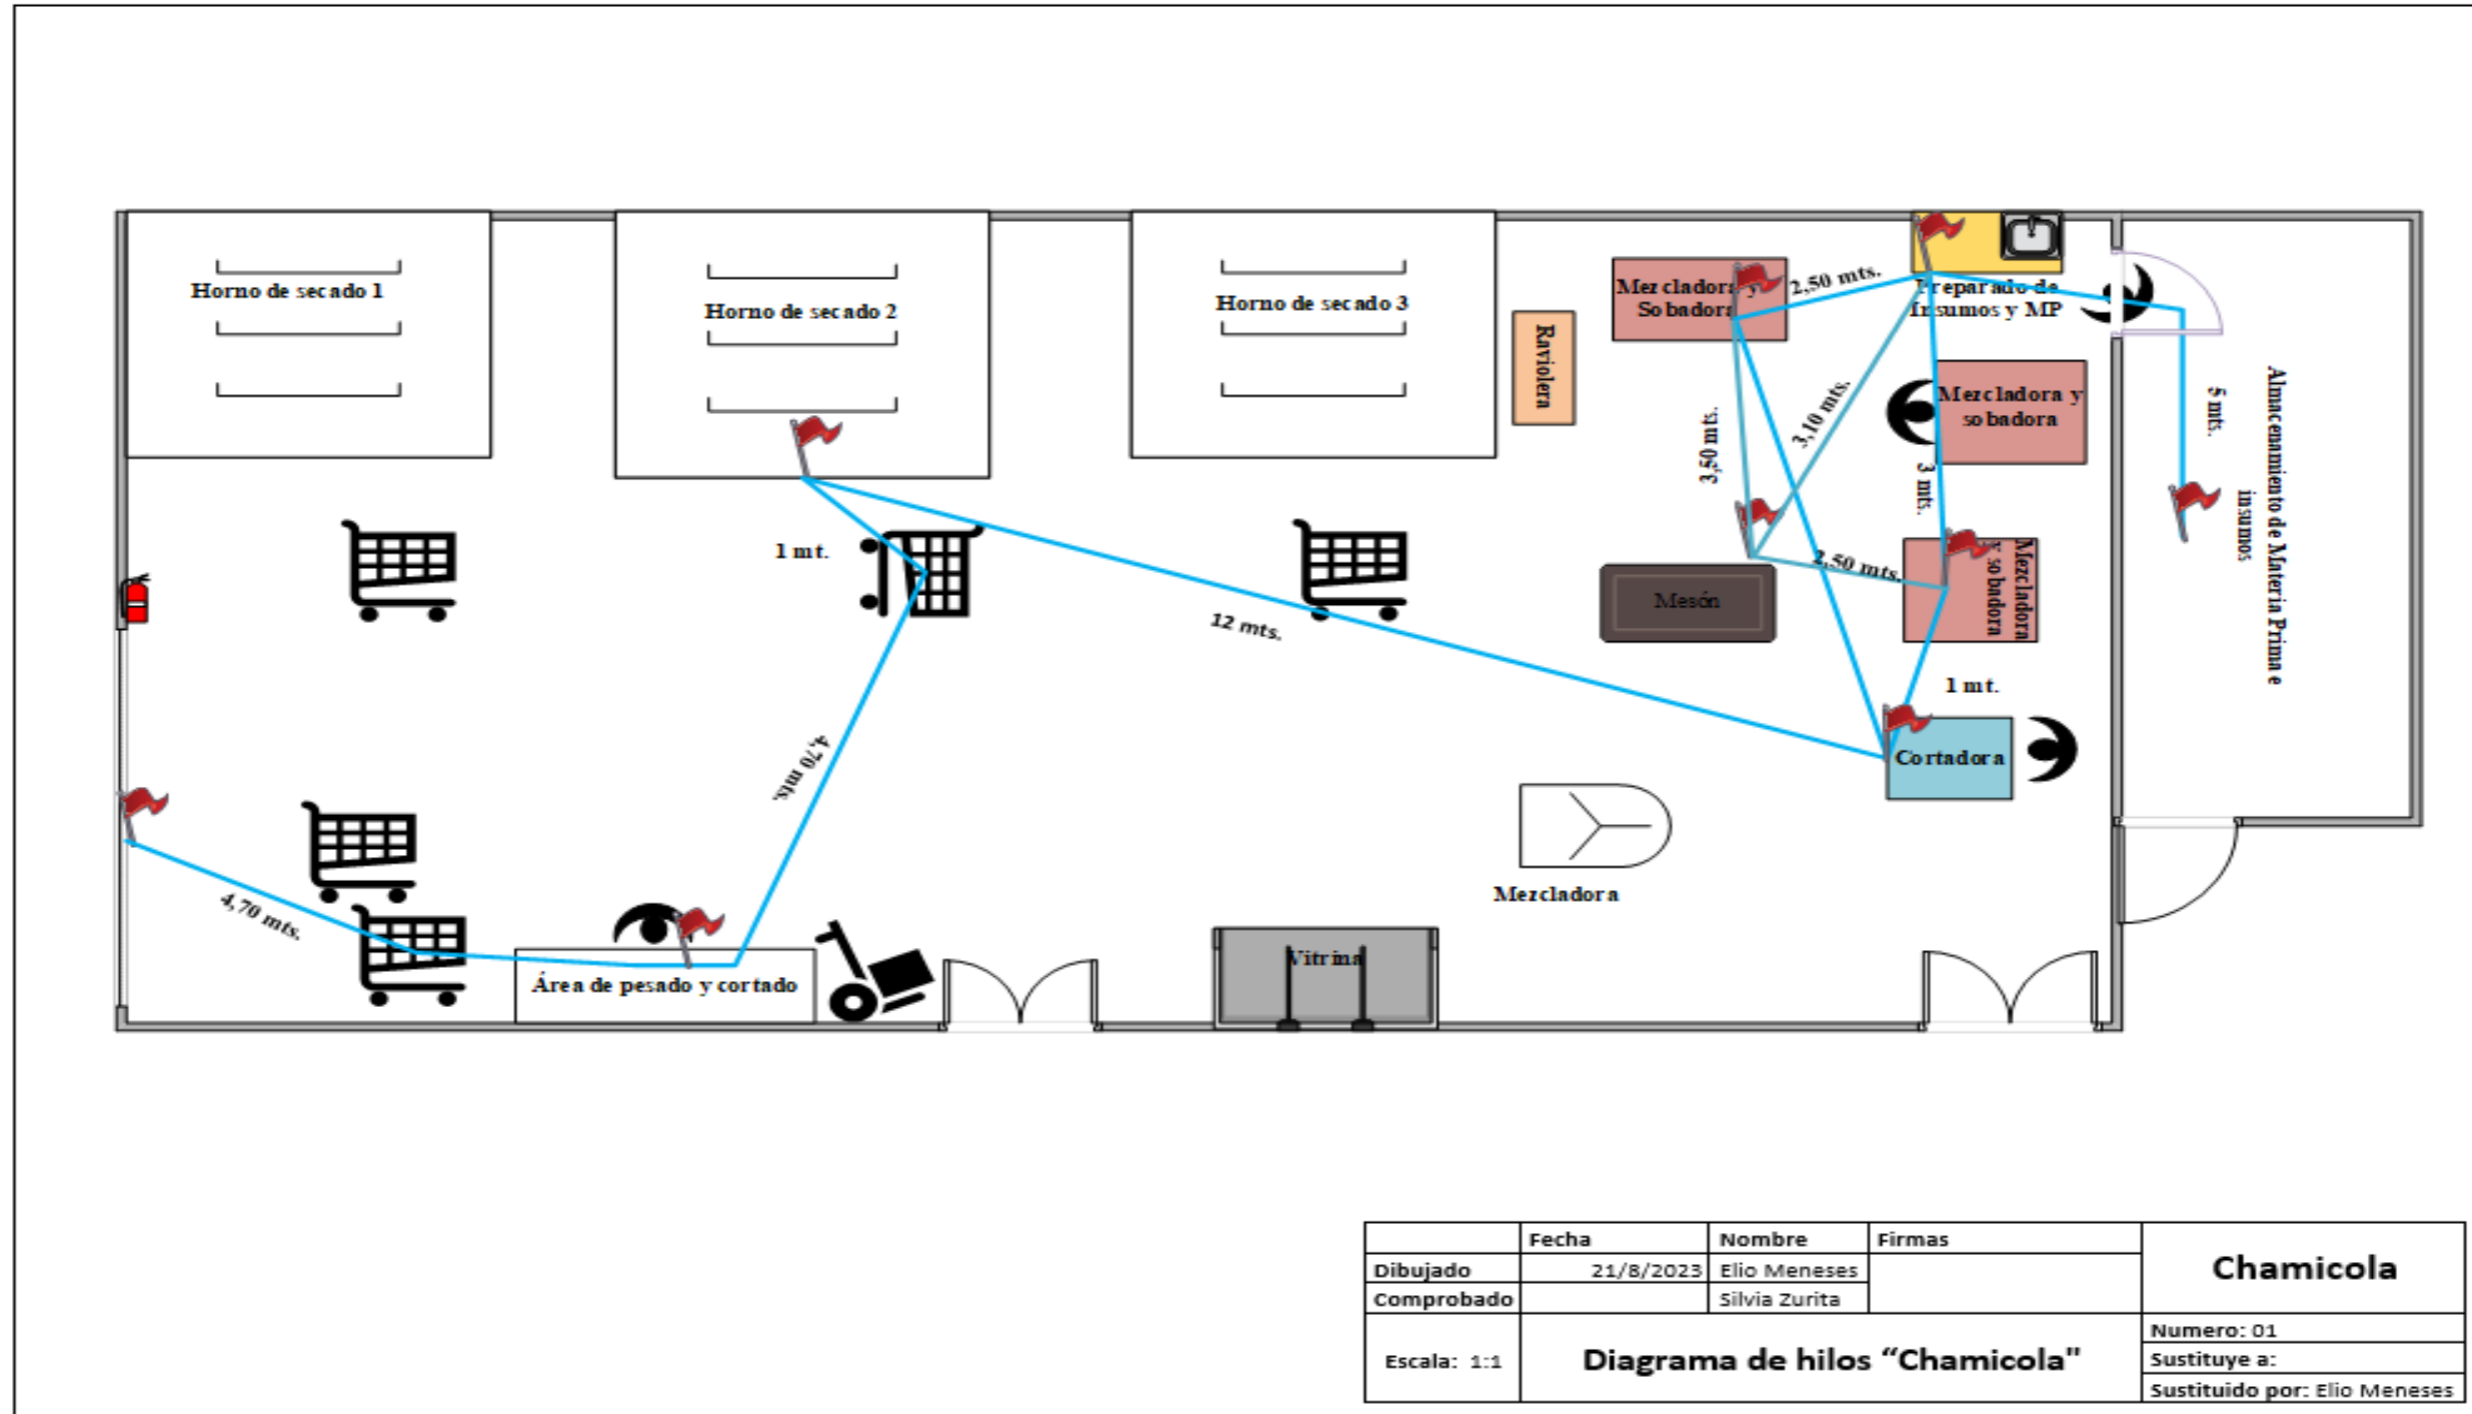 Horno de secado 1
Horno de secado 2
Horno de secado 3
Raviolera
Mezcladora y
Sobadora
2,50 mts.
Preparado de
Insumos y MP
Mezcladora y
sobadora
3,50 mts.
3,10 mts.
3 mts.
5 mts.
Almacenamiento de Materia Prima e
insumos
1 mt.
12 mts.
2,50 mts.
Mezcladora
Y sobadora
Mesón
1 mt.
Cortadora
4,70 mts.
Mezcladora
4,70 mts.
Vitrina
Área de pesado y cortado
Fecha
Nombre
Firmas
Chamicola
Dibujado
21/8/2023
Elio Meneses
Comprobado
Silvia Zurita
Escala: 1:1
Diagrama de hilos “Chamicola"
Numero: 01
Sustituye a:
Sustituido por: Elio Meneses